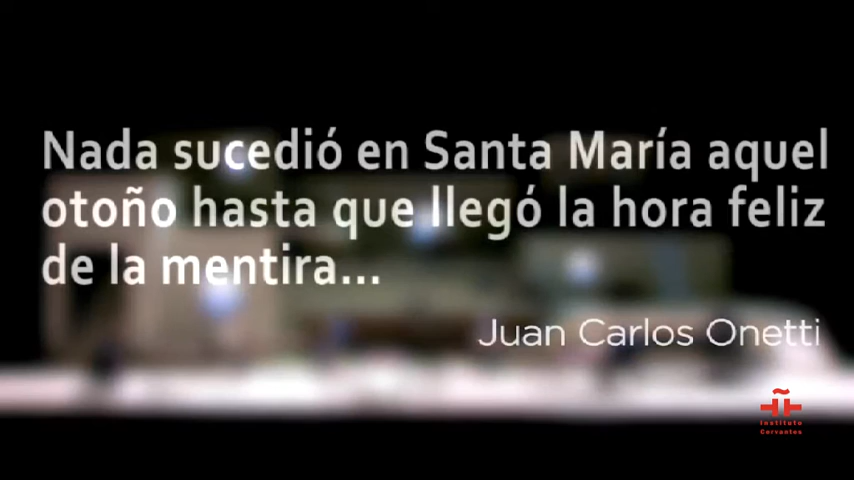 Nada sucedió en Santa María aquel
otoño hasta que llegó la hora feliz
de la mentira...
Juan Carlos Onetti
Instituto
Cervantes